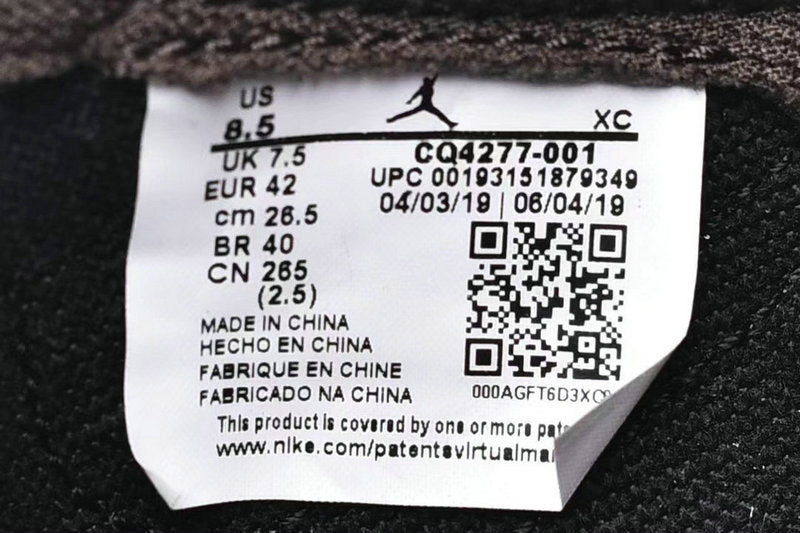 US
8.5
XC
UK 7.5
EUR 42
cm 26.5
BR 40
CN 265
(2.5)
CQ4277-001
UPC 00193151879349
04/03/19 | 06/04/19
MADE IN CHINA
HECHO EN CHINA
FABRIQUE EN CHINE
FABRICADO NA CHINA
000AGFT6D3XC
This product is covered by one or more
www.nike.com/patentsvirtualma